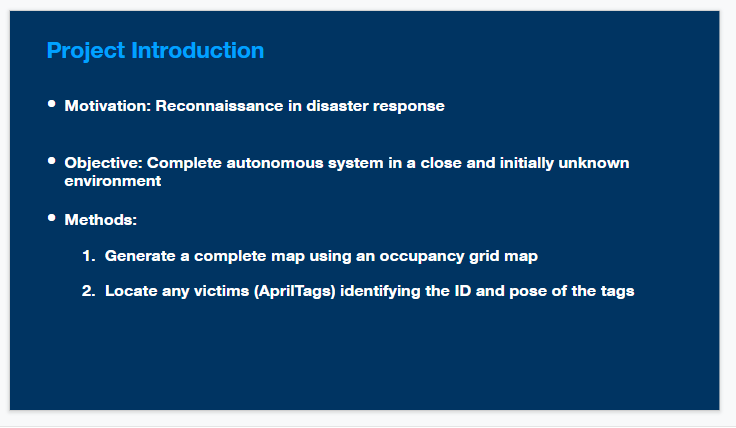 Project Introduction
• Motivation: Reconnaissance in disaster response
• Objective: Complete autonomous system in a close and initially unknown
environment
• Methods:
1. Generate a complete map using an occupancy grid map
2. Locate any victims (AprilTags) identifying the ID and pose of the tags